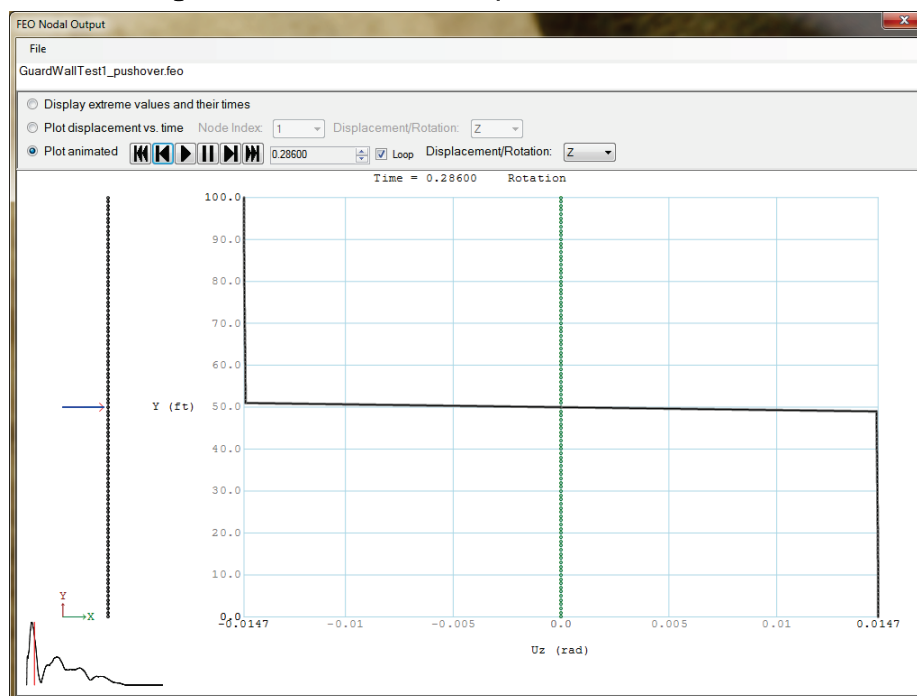 FEO Nodal Output
x
File
GuardWallTest1_pushover.feo
Display extreme values and their times
Plot displacement vs. time Node Index: 1 Displacement/Rotation: Z
Plot animated 0.28600 Loop Displacement/Rotation: Z
Time = 0.28600 Rotation
100.0
90.0
80.0
70.0
60.0
Y (ft) 50.0
40.0
30.0
20.0
10.0
0.0
Y
X
-0.0147 -0.01 -0.005 0.0 0.005 0.01 0.0147
Uz (rad)